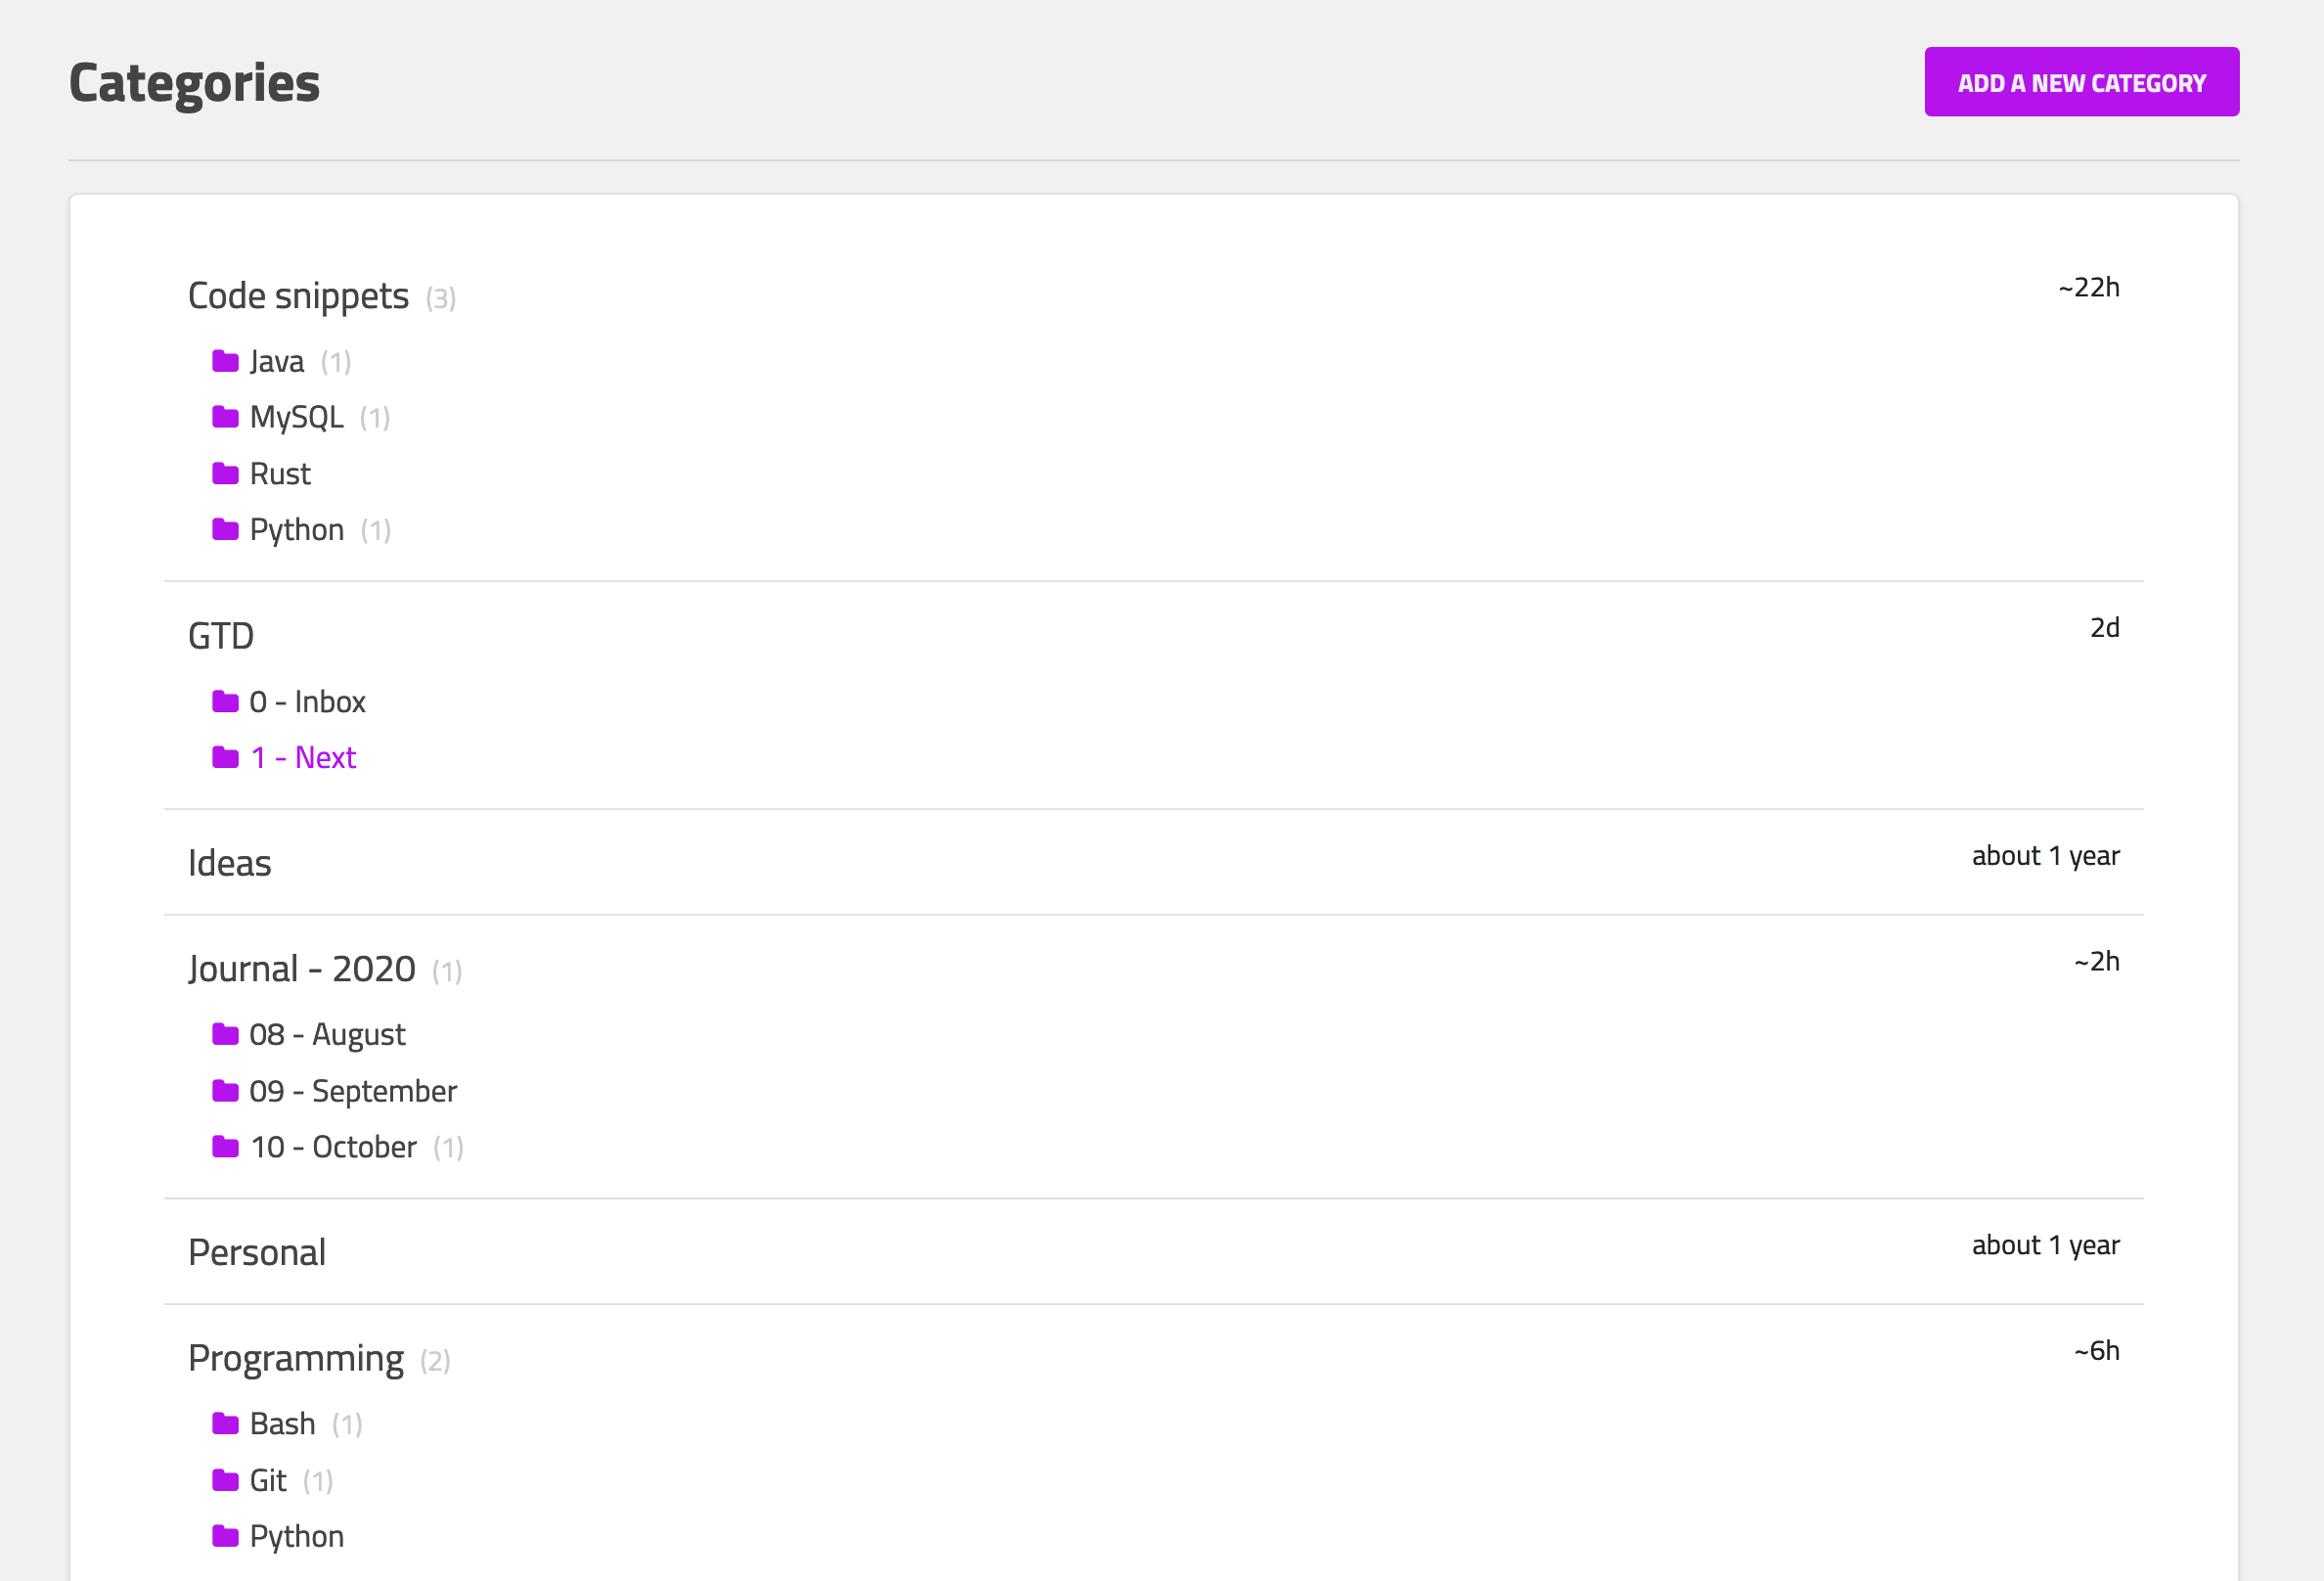 Categories
ADD A NEW CATEGORY
Code snippets (3)
~22h
Java (1)
MySQL (1)
Rust
Python (1)
GTD
2d
0 - Inbox
1 - Next
Ideas
about 1 year
Journal - 2020 (1)
~2h
08 - August
09 - September
10 - October (1)
Personal
about 1 year
Programming (2)
~6h
Bash (1)
Git (1)
Python